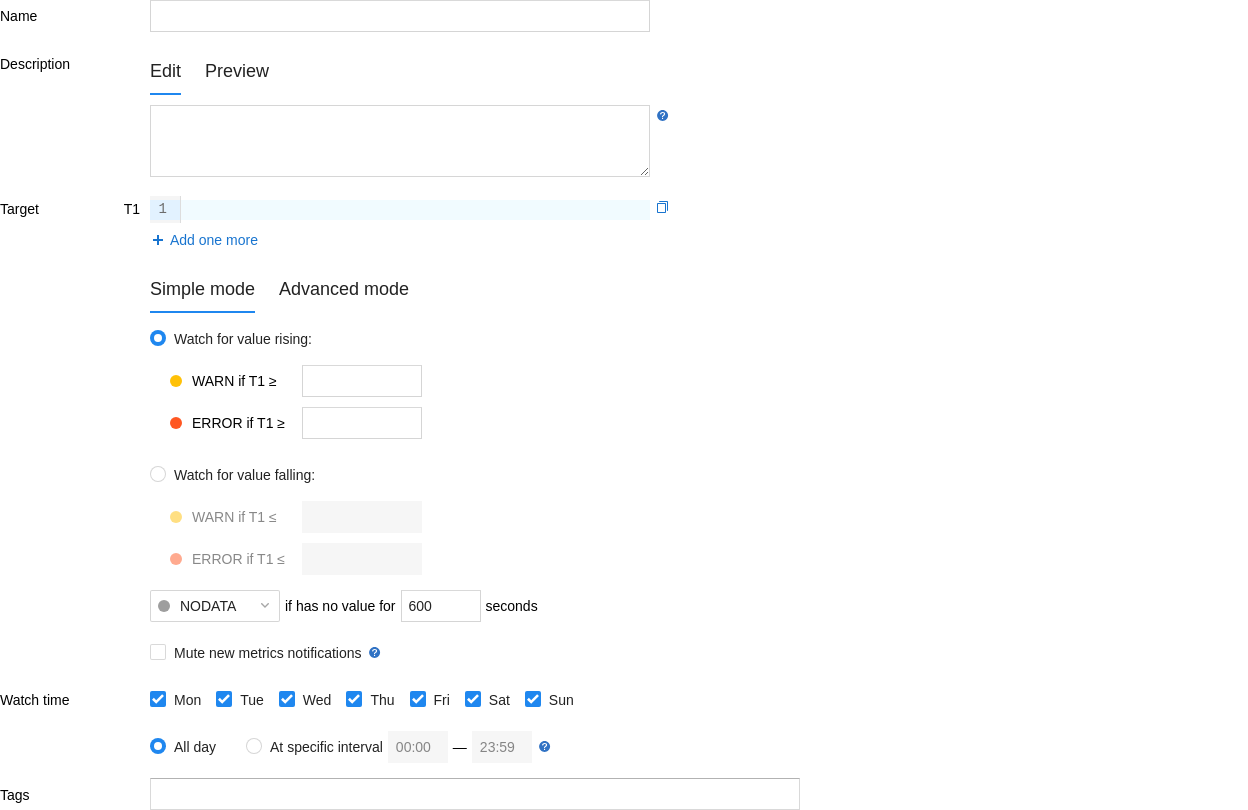 Name
Description
Edit Preview
Target T1 1
Add one more
Simple mode Advanced mode
Watch for value rising:
WARN if T1 ≥
ERROR if T1 ≥
Watch for value falling:
WARN if T1 ≤
ERROR if T1 ≤
NODATA if has no value for 600 seconds
Mute new metrics notifications ?
Watch time Mon Tue Wed Thu Fri Sat Sun
All day At specific interval 00:00 — 23:59 ?
Tags